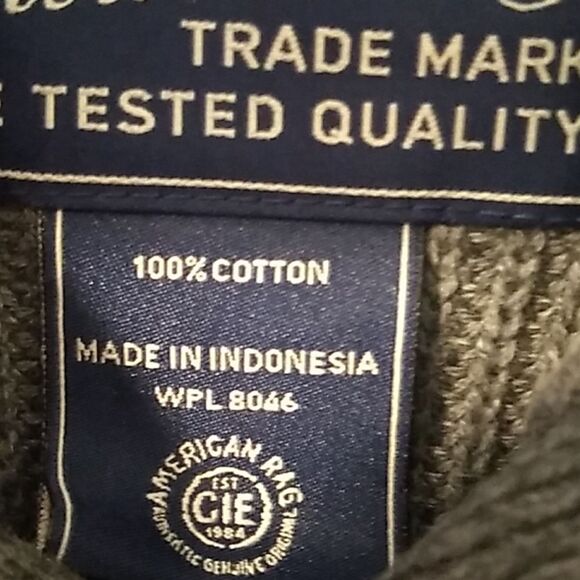 TRADE MARK
TESTED QUALITY
100% COTTON
MADE IN INDONESIA
WPL 8046
AMERICAN RAG
EST
CIE
1984
AUTHENTIC GENUINE ORIGINAL